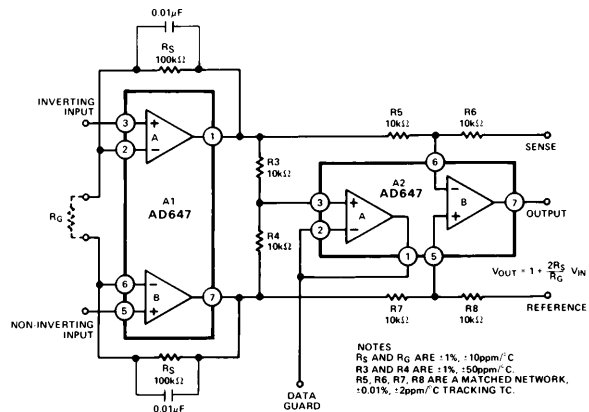 0.01µF
RS
100kΩ
INVERTING
INPUT
3
+
A
2
−
1
A1
AD647
RG
6
−
B
5
+
7
NON-INVERTING
INPUT
RS
100kΩ
0.01µF
R3
10kΩ
R4
10kΩ
R5
10kΩ
R6
10kΩ
SENSE
A2
AD647
3
+
A
2
−
1
6
−
B
+
5
7
OUTPUT
VOUT = 1 + 2RS/RG VIN
R7
10kΩ
R8
10kΩ
REFERENCE
DATA
GUARD
NOTES
RS AND RG ARE ±1%, ±10ppm/°C
R3 AND R4 ARE ±1%, ±50ppm/°C.
R5, R6, R7, R8 ARE A MATCHED NETWORK,
±0.01%, ±2ppm/°C TRACKING TC.